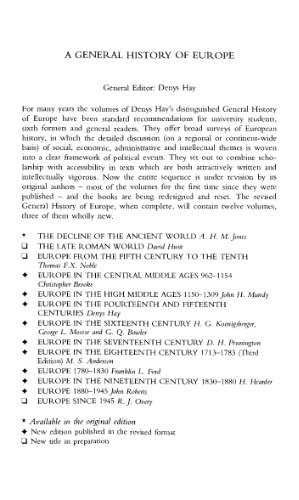 A GENERAL HISTORY OF EUROPE
General Editor: Denys Hay
For many years the volumes of Denys Hay's distinguished General History
of Europe have been standard recommendations for university students,
sixth formers and general readers. They offer broad surveys of European
history, in which the detailed discussion (on a regional or continent-wide
basis) of social, economic, administrative and intellectual themes is woven
into a clear framework of political events. They set out to combine scho-
larship with accessibility in texts which are both attractively written and
intellectually vigorous. Now the entire sequence is under revision by its
original authors – most of the volumes for the first time since they were
published – and the books are being redesigned and reset. The revised
General History of Europe, when complete, will contain twelve volumes,
three of them wholly new.
* THE DECLINE OF THE ANCIENT WORLD A. H. M. Jones
❑ THE LATE ROMAN WORLD David Hunt
❑ EUROPE FROM THE FIFTH CENTURY TO THE TENTH
Thomas F.X. Noble
✦ EUROPE IN THE CENTRAL MIDDLE AGES 962–1154
Christopher Brooke
✦ EUROPE IN THE HIGH MIDDLE AGES 1150–1309 John H. Mundy
✦ EUROPE IN THE FOURTEENTH AND FIFTEENTH
CENTURIES Denys Hay
✦ EUROPE IN THE SIXTEENTH CENTURY H. G. Koenigsberger,
George L. Mosse and G. Q. Bowler
✦ EUROPE IN THE SEVENTEENTH CENTURY D. H. Pennington
✦ EUROPE IN THE EIGHTEENTH CENTURY 1713–1783 (Third
Edition) M. S. Anderson
✦ EUROPE 1780–1830 Franklin L. Ford
✦ EUROPE IN THE NINETEENTH CENTURY 1830–1880 H. Hearder
✦ EUROPE 1880–1945 John Roberts
❑ EUROPE SINCE 1945 R. J. Overy
* Available in the original edition
✦ New edition published in the revised format
❑ New title in preparation